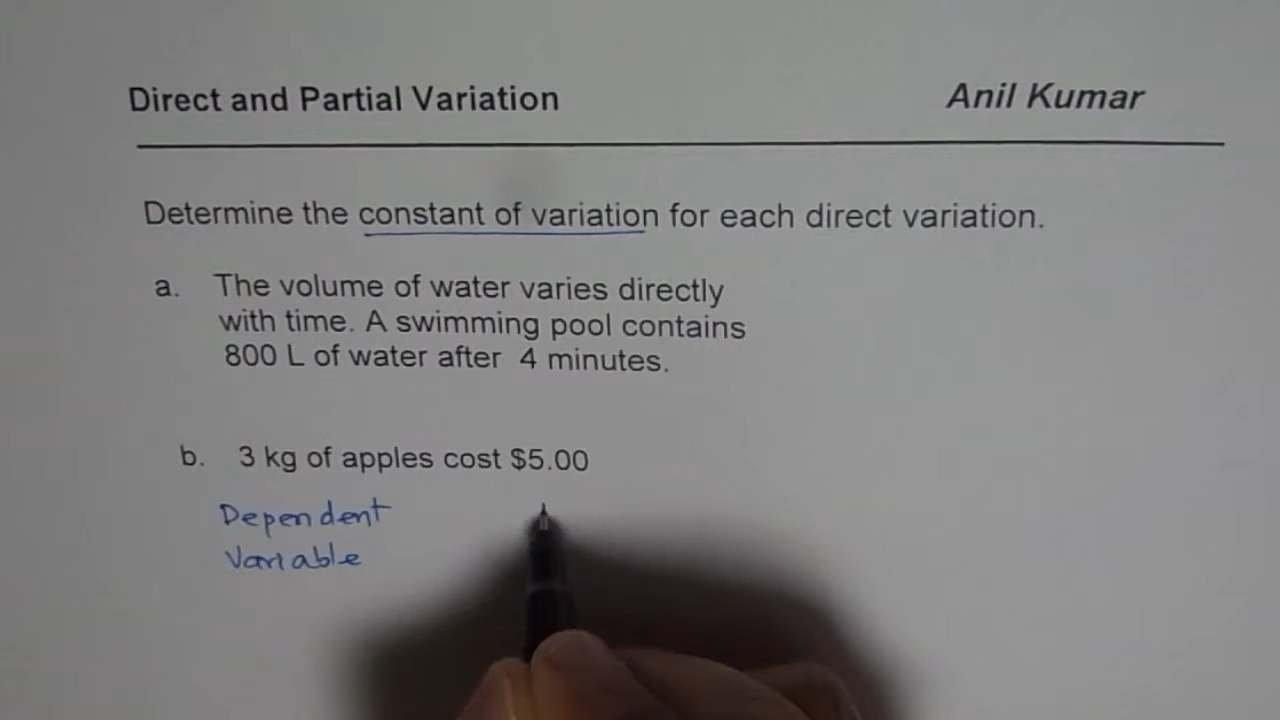 Direct and Partial Variation
Anil Kumar
Determine the constant of variation for each direct variation.
a. The volume of water varies directly
with time. A swimming pool contains
800 L of water after 4 minutes.
b. 3 kg of apples cost $5.00
Dependent
Variable